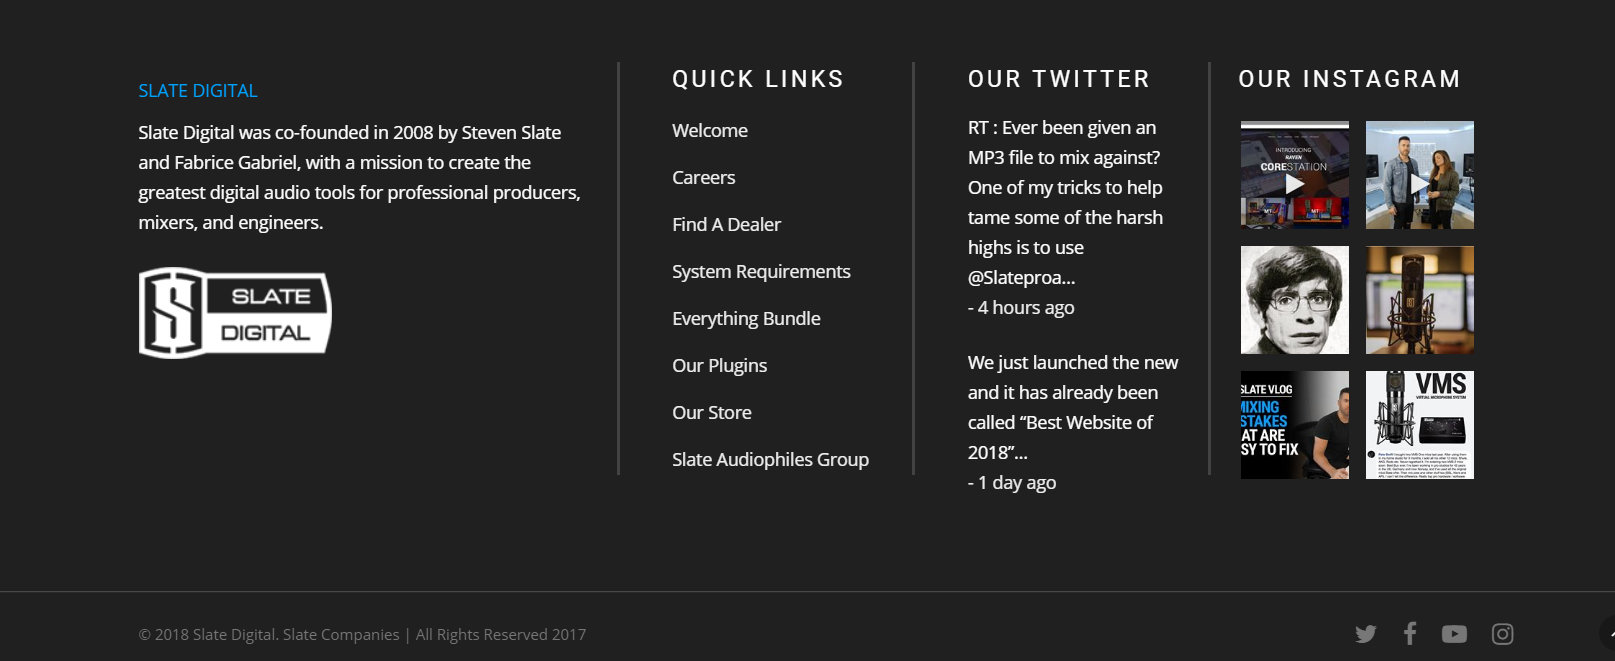 SLATE DIGITAL
Slate Digital was co-founded in 2008 by Steven Slate
and Fabrice Gabriel, with a mission to create the
greatest digital audio tools for professional producers,
mixers, and engineers.
SLATE
DIGITAL
QUICK LINKS
Welcome
Careers
Find A Dealer
System Requirements
Everything Bundle
Our Plugins
Our Store
Slate Audiophiles Group
OUR TWITTER
RT : Ever been given an
MP3 file to mix against?
One of my tricks to help
tame some of the harsh
highs is to use
@Slateproa...
- 4 hours ago
We just launched the new
and it has already been
called “Best Website of
2018”...
- 1 day ago
OUR INSTAGRAM
INTRODUCING
RAVEN
CORESTATION
MT
MT
SLATE VLOG
MIXING
STAKES
AT ARE
SY TO FIX
VMS
VIRTUAL MICROPHONE SYSTEM
© 2018 Slate Digital. Slate Companies | All Rights Reserved 2017